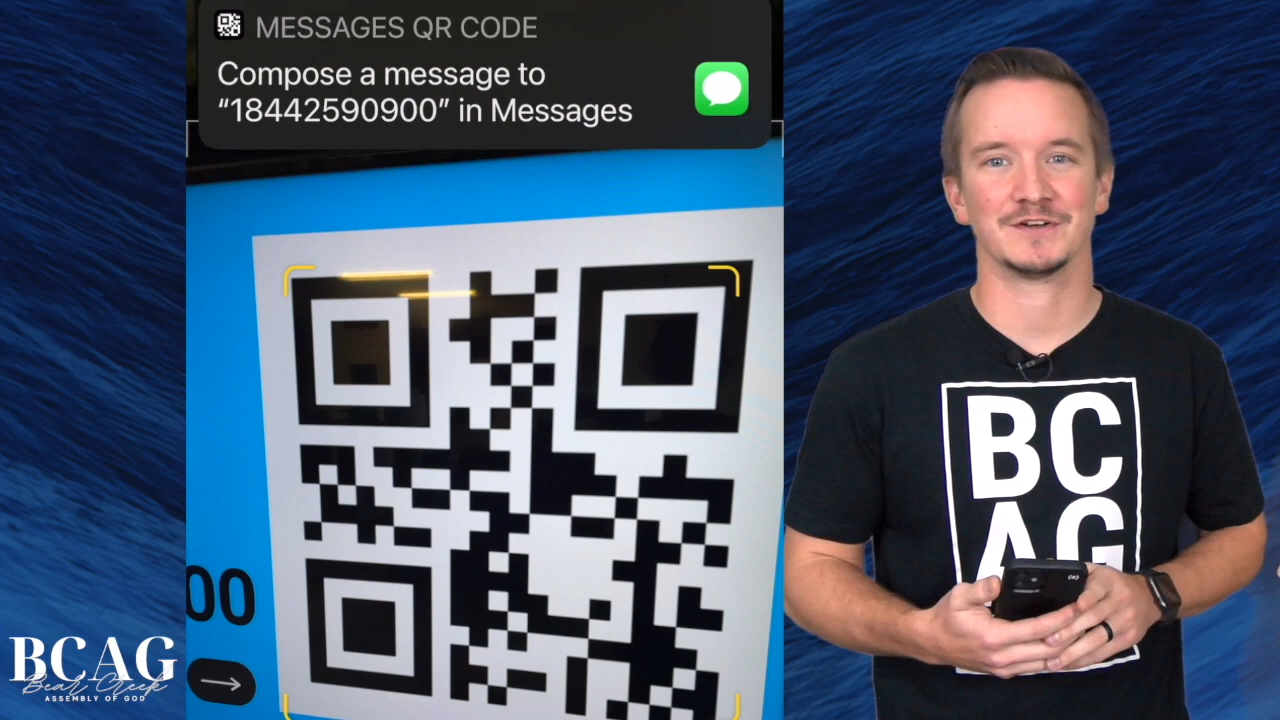 MESSAGES QR CODE
Compose a message to
“18442590900” in Messages
00
BCAG
Bear Creek
ASSEMBLY OF GOD
BC
AG